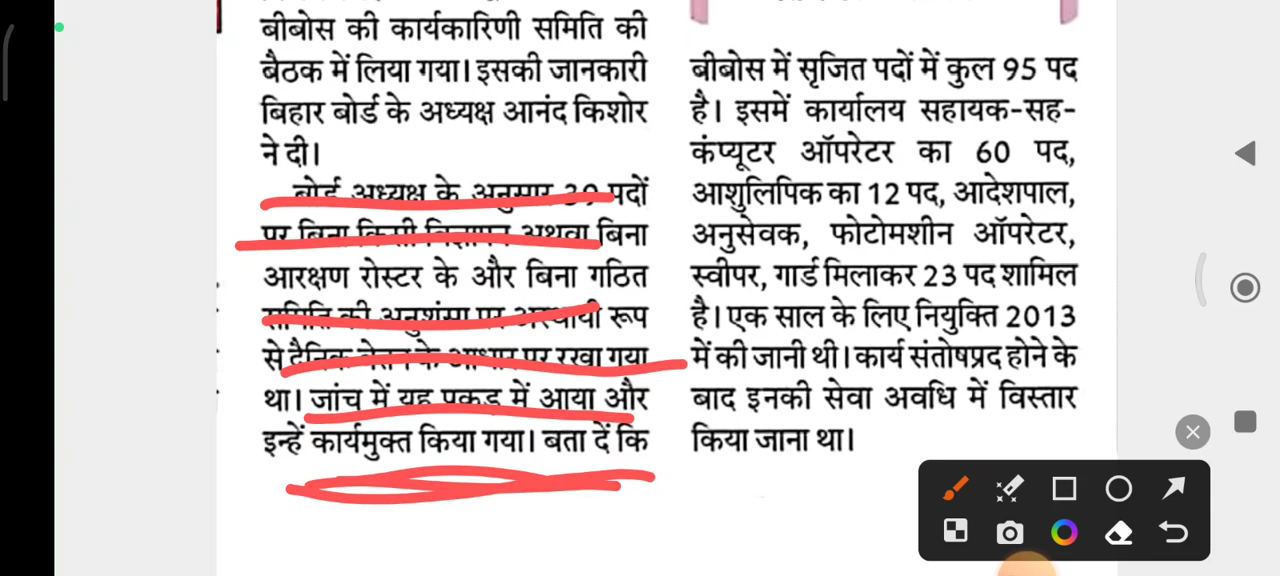 बीबोस की कार्यकारिणी समिति की
बैठक में लिया गया। इसकी जानकारी
बिहार बोर्ड के अध्यक्ष आनंद किशोर
ने दी।
बोर्ड अध्यक्ष के अनुसार 39 पदों
पर बिना किसी विज्ञापन अथवा बिना
आरक्षण रोस्टर के और बिना गठित
समिति की अनुशंसा पर अस्थायी रूप
से दैनिक वेतन के आधार पर रखा गया
था। जांच में यह पकड़ में आया और
इन्हें कार्यमुक्त किया गया। बता दें कि
बीबोस में सृजित पदों में कुल 95 पद
है। इसमें कार्यालय सहायक-सह-
कंप्यूटर ऑपरेटर का 60 पद,
आशुलिपिक का 12 पद, आदेशपाल,
अनुसेवक, फोटोमशीन ऑपरेटर,
स्वीपर, गार्ड मिलाकर 23 पद शामिल
है। एक साल के लिए नियुक्ति 2013
में की जानी थी। कार्य संतोषप्रद होने के
बाद इनकी सेवा अवधि में विस्तार
किया जाना था।